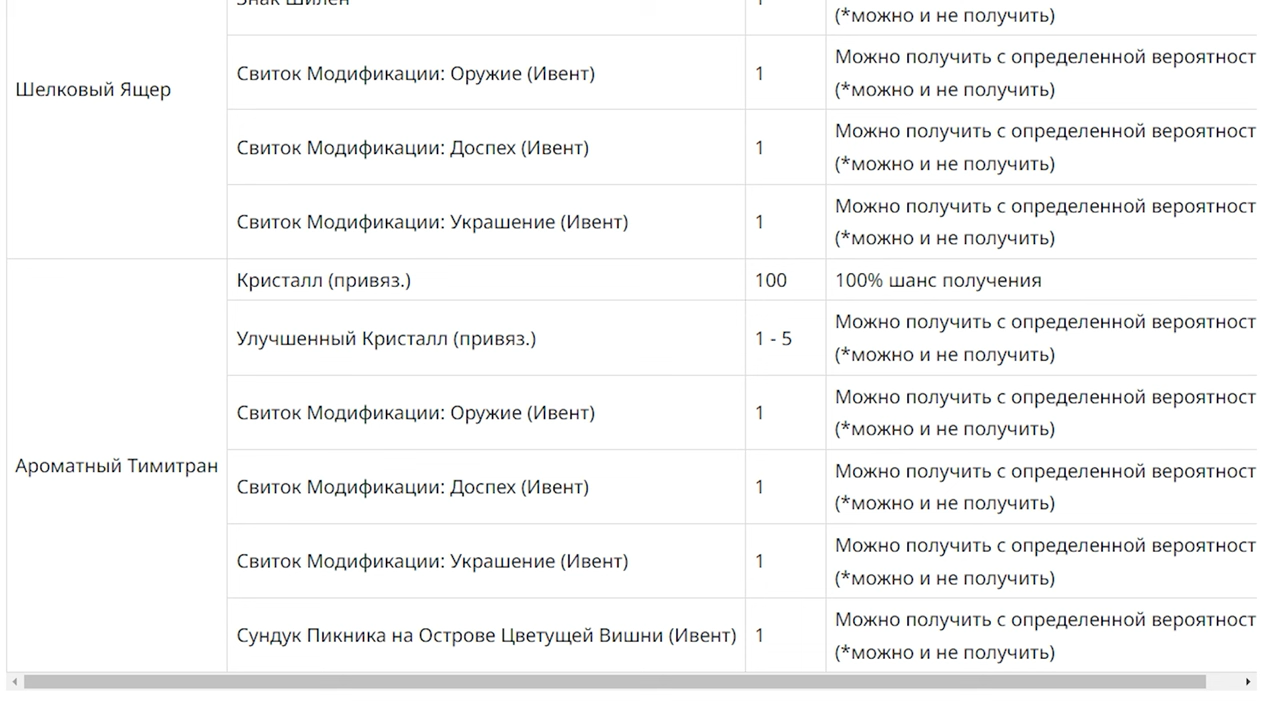 Знак Шилен
1
(*можно и не получить)
Шелковый Ящер
Свиток Модификации: Оружие (Ивент)
1
Можно получить с определенной вероятност
(*можно и не получить)
Свиток Модификации: Доспех (Ивент)
1
Можно получить с определенной вероятност
(*можно и не получить)
Свиток Модификации: Украшение (Ивент)
1
Можно получить с определенной вероятност
(*можно и не получить)
Ароматный Тимитран
Кристалл (привяз.)
100
100% шанс получения
Улучшенный Кристалл (привяз.)
1 - 5
Можно получить с определенной вероятност
(*можно и не получить)
Свиток Модификации: Оружие (Ивент)
1
Можно получить с определенной вероятност
(*можно и не получить)
Свиток Модификации: Доспех (Ивент)
1
Можно получить с определенной вероятност
(*можно и не получить)
Свиток Модификации: Украшение (Ивент)
1
Можно получить с определенной вероятност
(*можно и не получить)
Сундук Пикника на Острове Цветущей Вишни (Ивент)
1
Можно получить с определенной вероятност
(*можно и не получить)